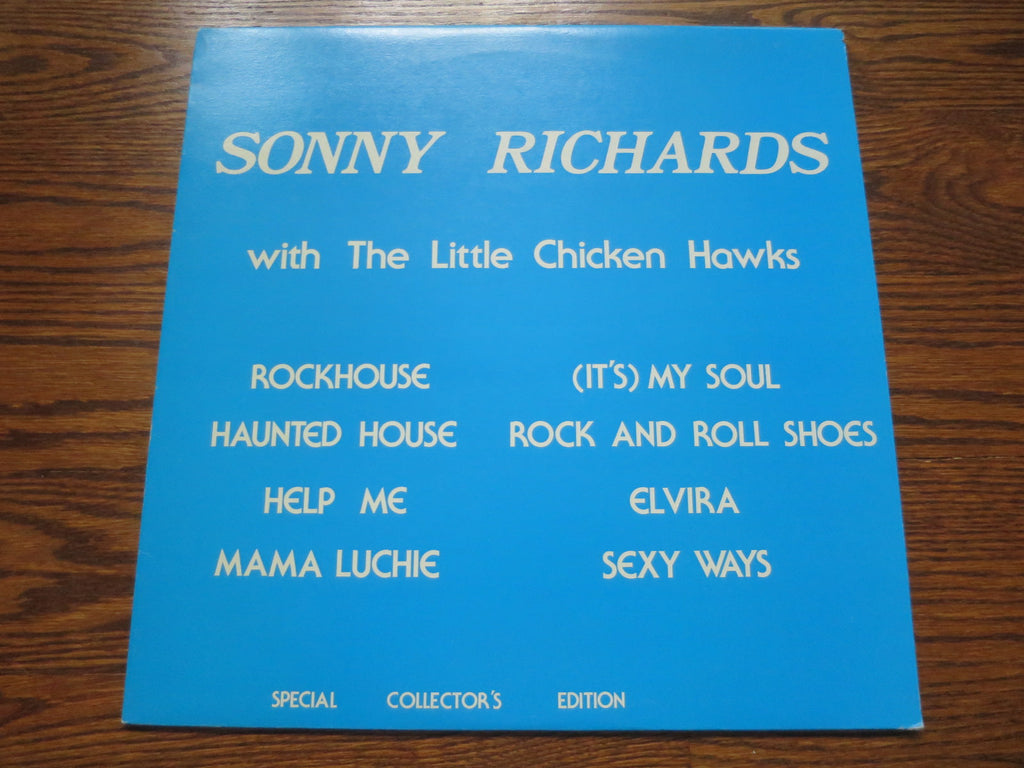 SONNY RICHARDS
with The Little Chicken Hawks
ROCKHOUSE
HAUNTED HOUSE
HELP ME
MAMA LUCHIE
(IT'S) MY SOUL
ROCK AND ROLL SHOES
ELVIRA
SEXY WAYS
SPECIAL COLLECTOR'S EDITION